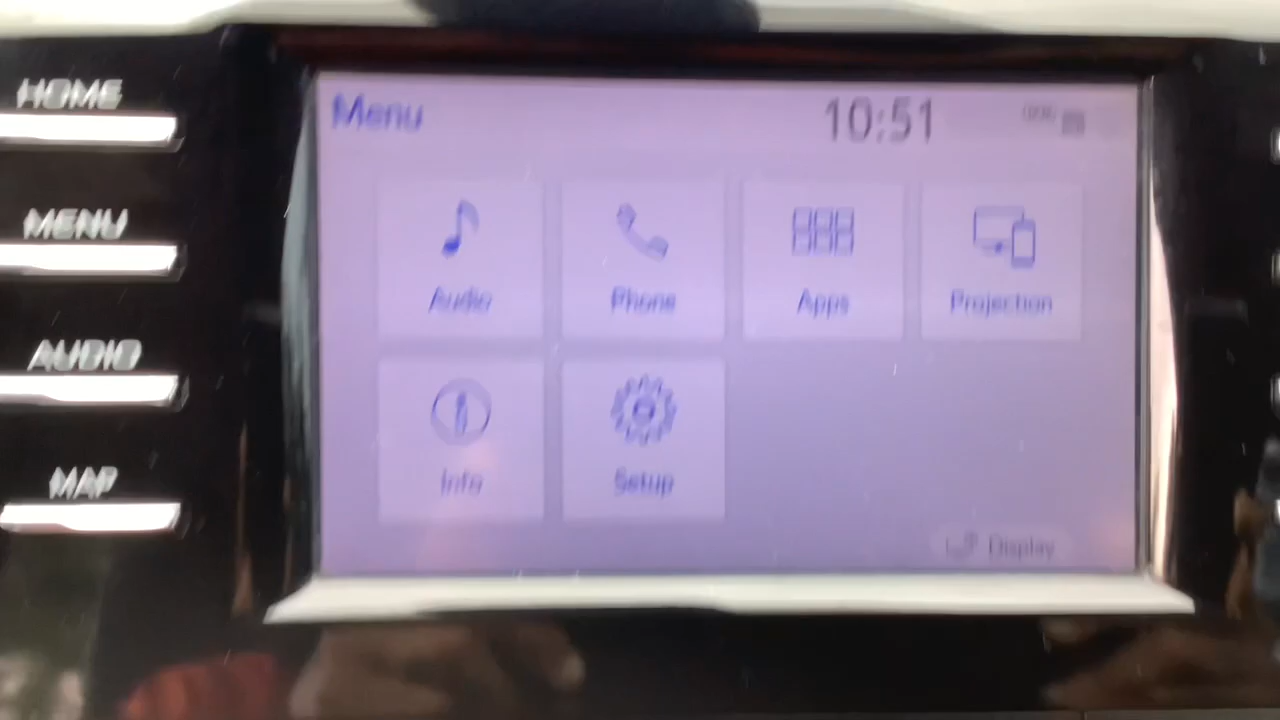 HOME
MENU
AUDIO
MAP
Menu 10:51
Audio Phone Apps Projection
Info Setup
Display